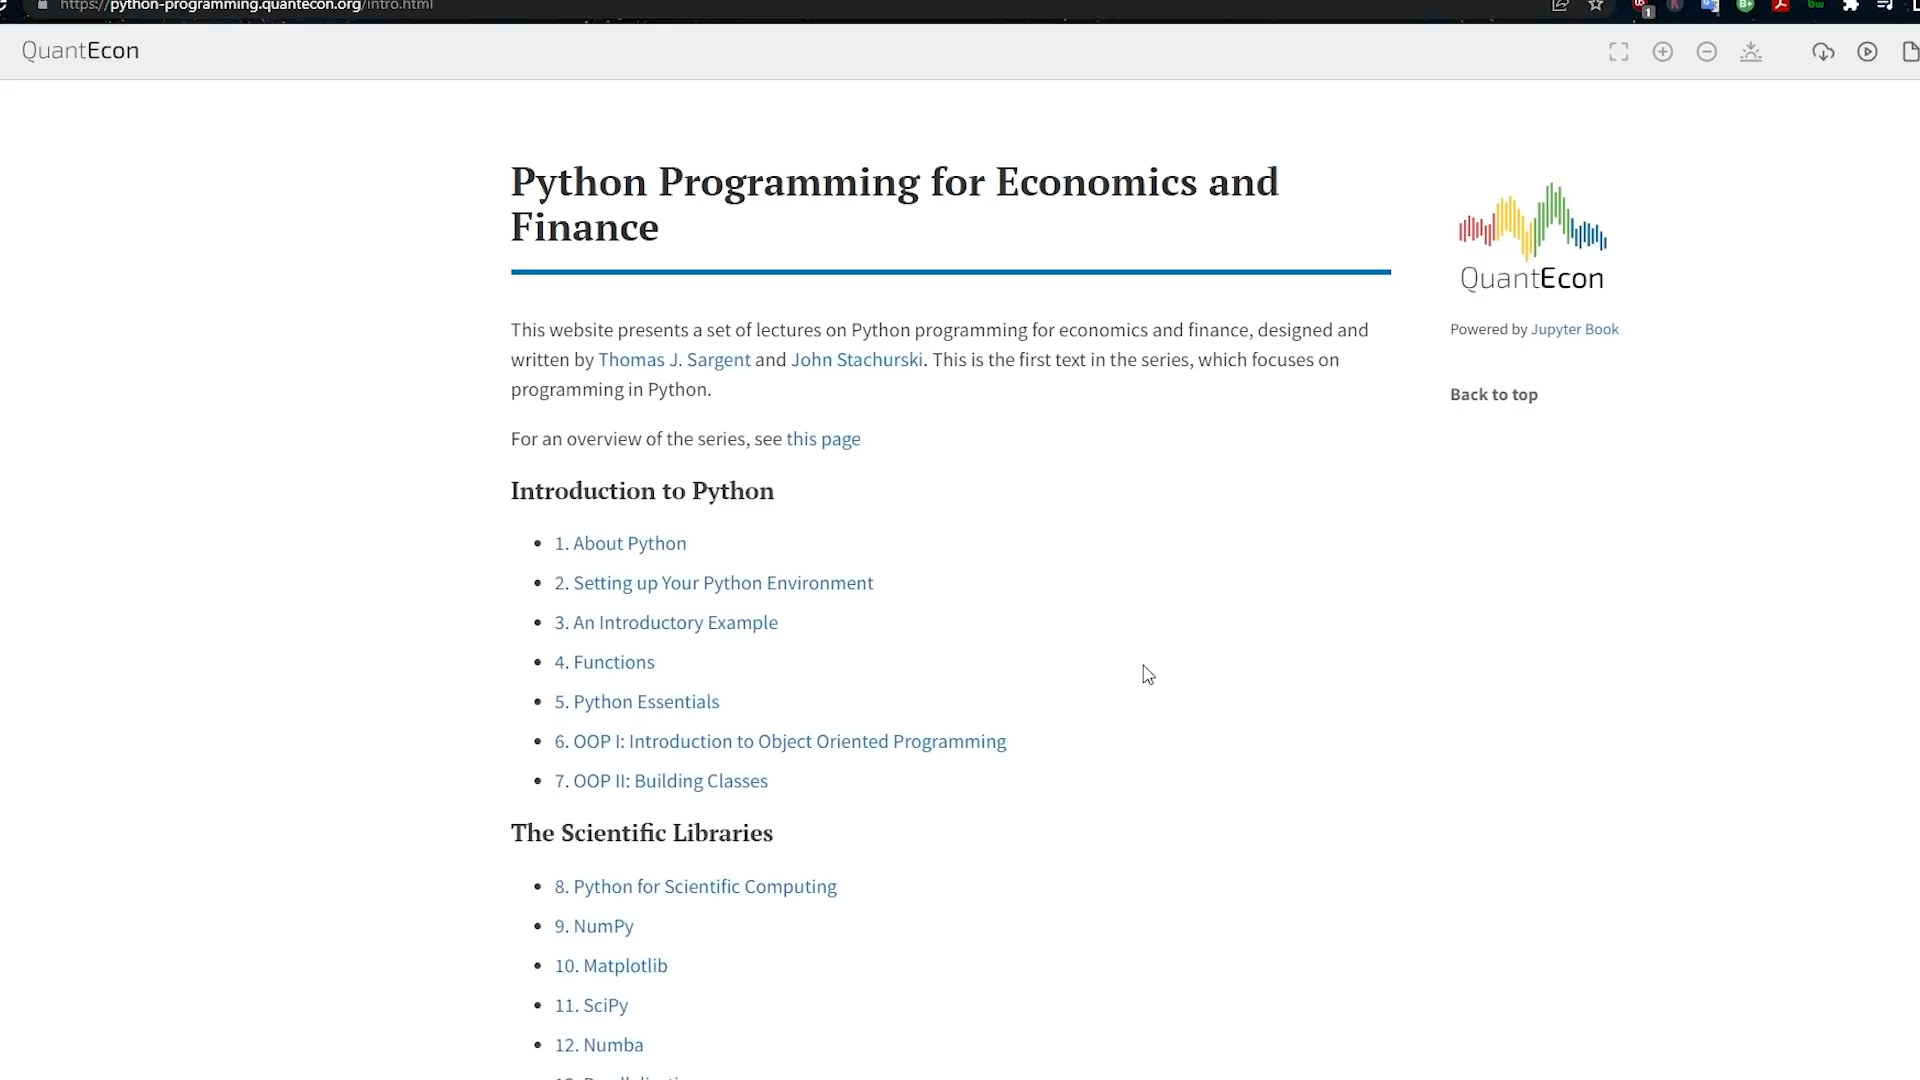 https://python-programming.quantecon.org/intro.html
QuantEcon
Python Programming for Economics and
Finance
QuantEcon
Powered by Jupyter Book
Back to top
This website presents a set of lectures on Python programming for economics and finance, designed and
written by Thomas J. Sargent and John Stachurski. This is the first text in the series, which focuses on
programming in Python.
For an overview of the series, see this page
Introduction to Python
1. About Python
2. Setting up Your Python Environment
3. An Introductory Example
4. Functions
5. Python Essentials
6. OOP I: Introduction to Object Oriented Programming
7. OOP II: Building Classes
The Scientific Libraries
8. Python for Scientific Computing
9. NumPy
10. Matplotlib
11. SciPy
12. Numba